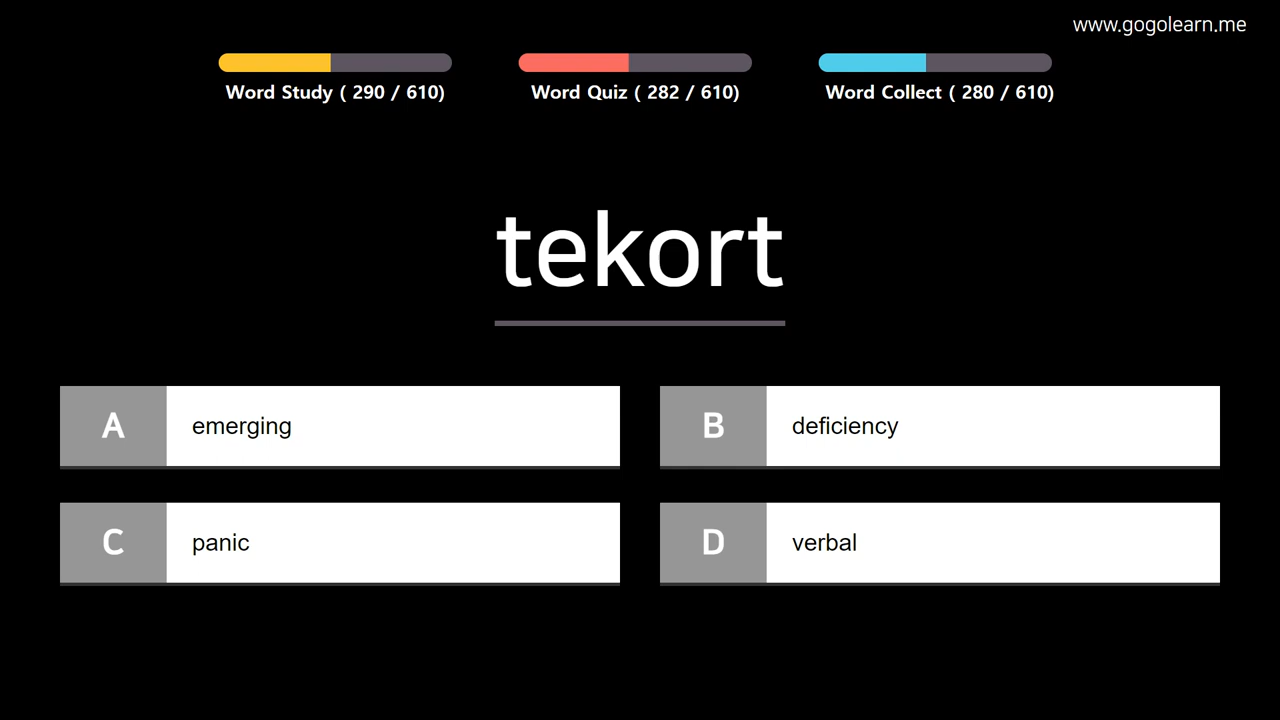 www.gogolearn.me
Word Study ( 290 / 610)
Word Quiz ( 282 / 610)
Word Collect ( 280 / 610)
tekort
A emerging
B deficiency
C panic
D verbal